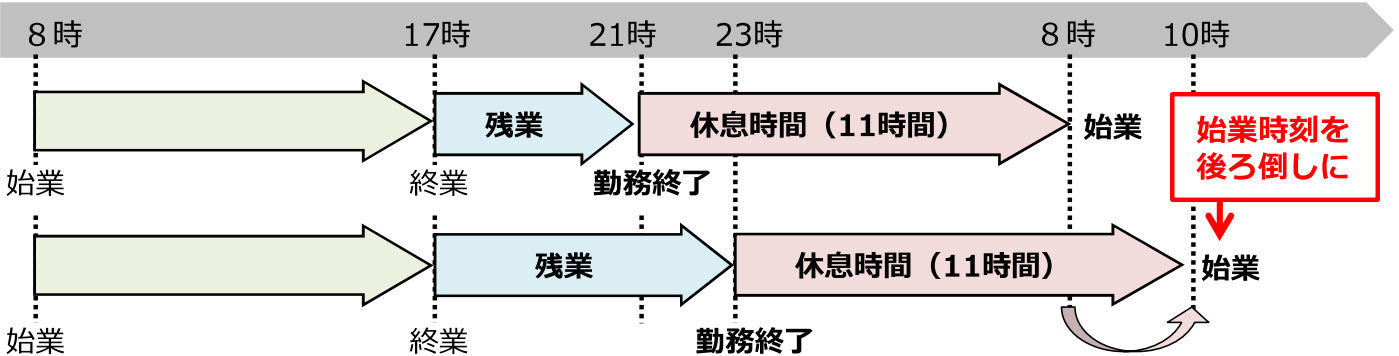 8時 17時 21時 23時 8時 10時
残業 休息時間（11時間） 始業
始業時刻を
後ろ倒しに
始業 終業 勤務終了
残業 休息時間（11時間） 始業
始業 終業 勤務終了